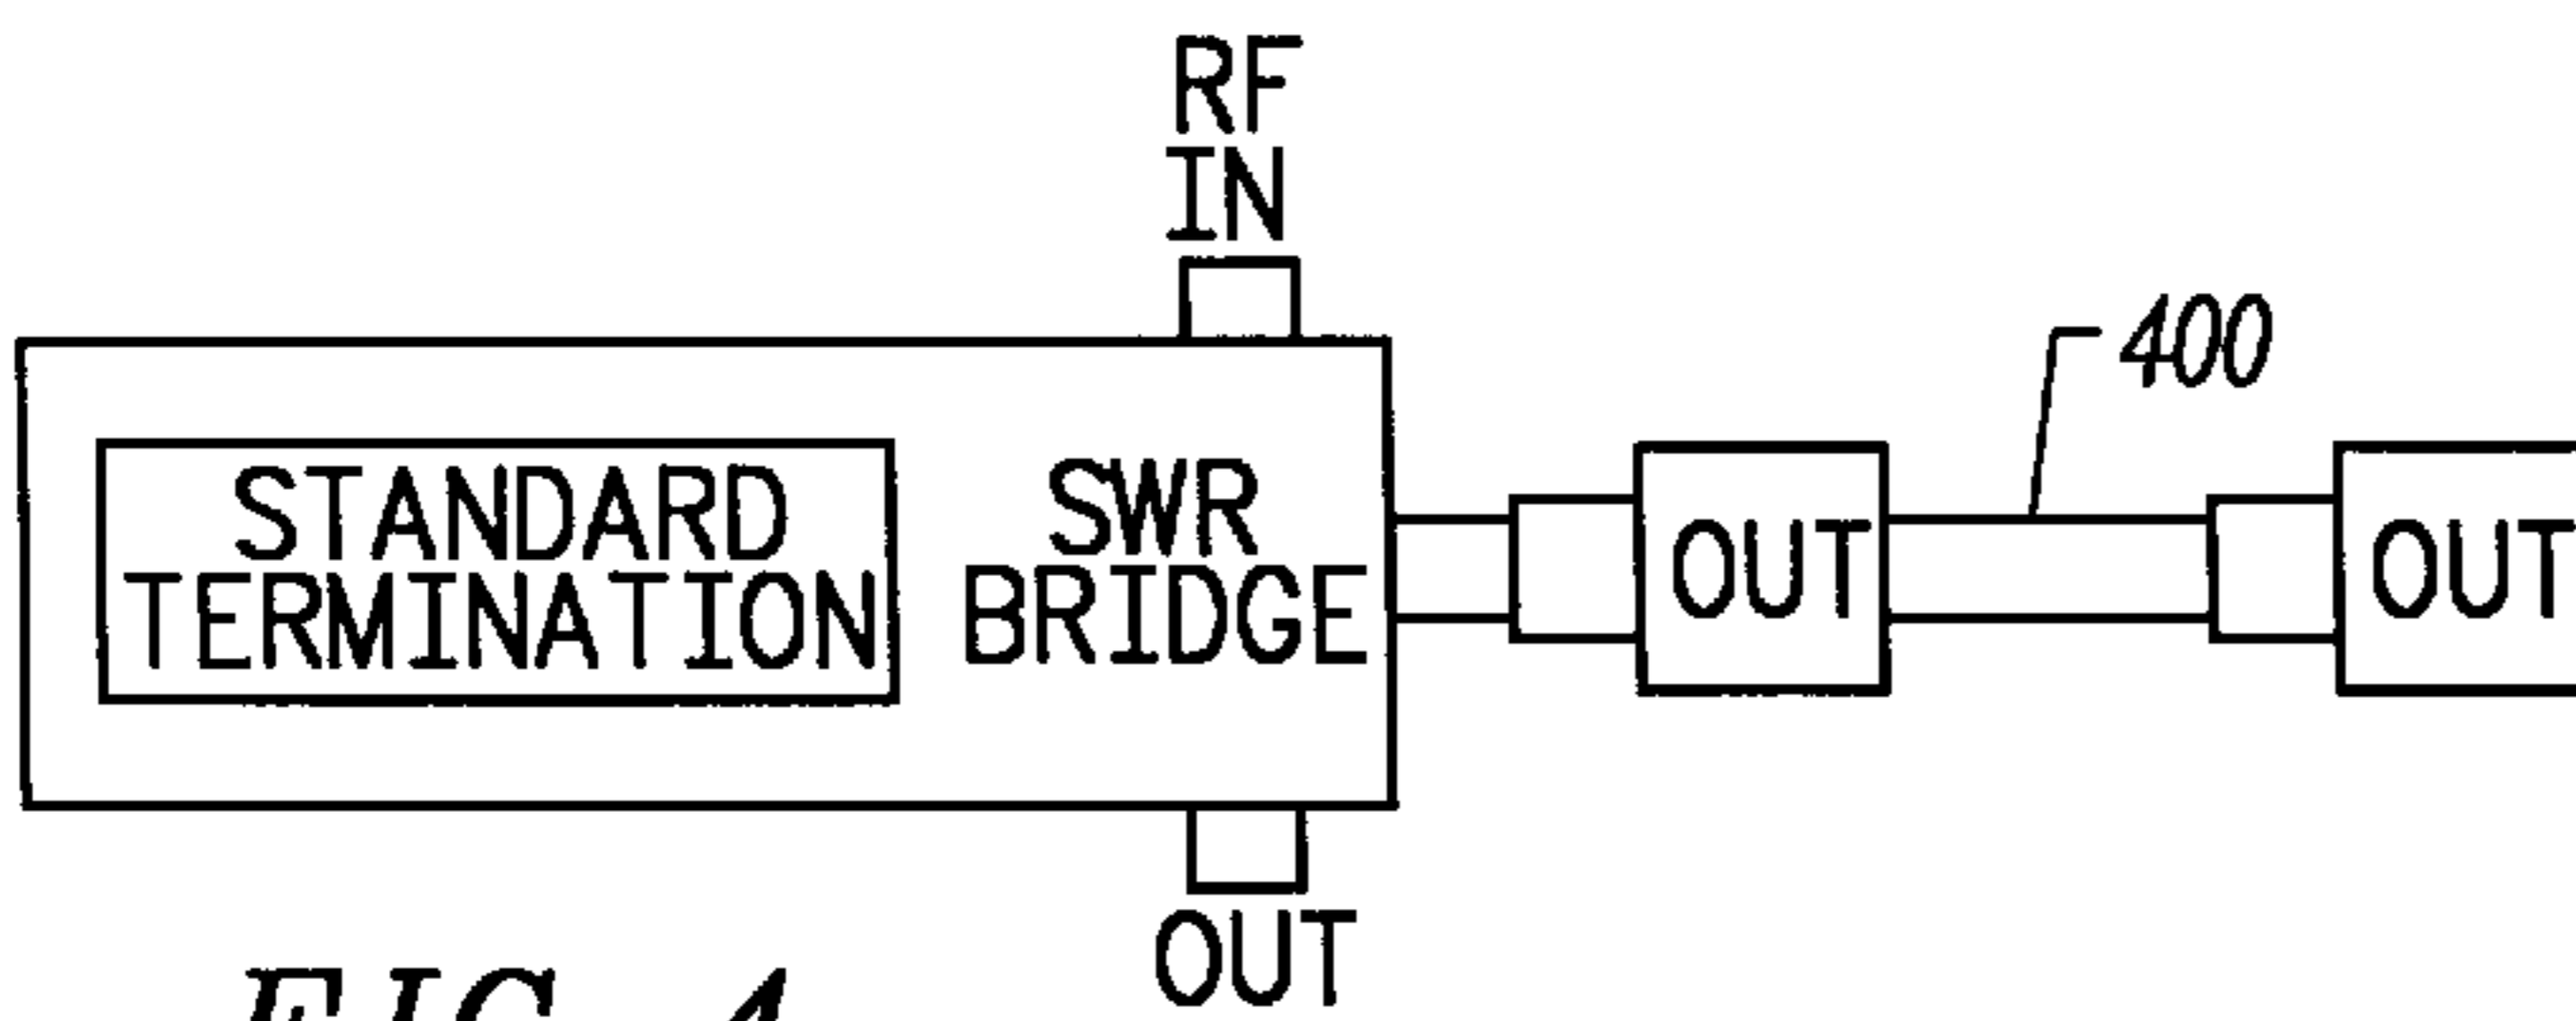 RF
IN
400
STANDARD
TERMINATION
SWR
BRIDGE
OUT
OUT
OUT